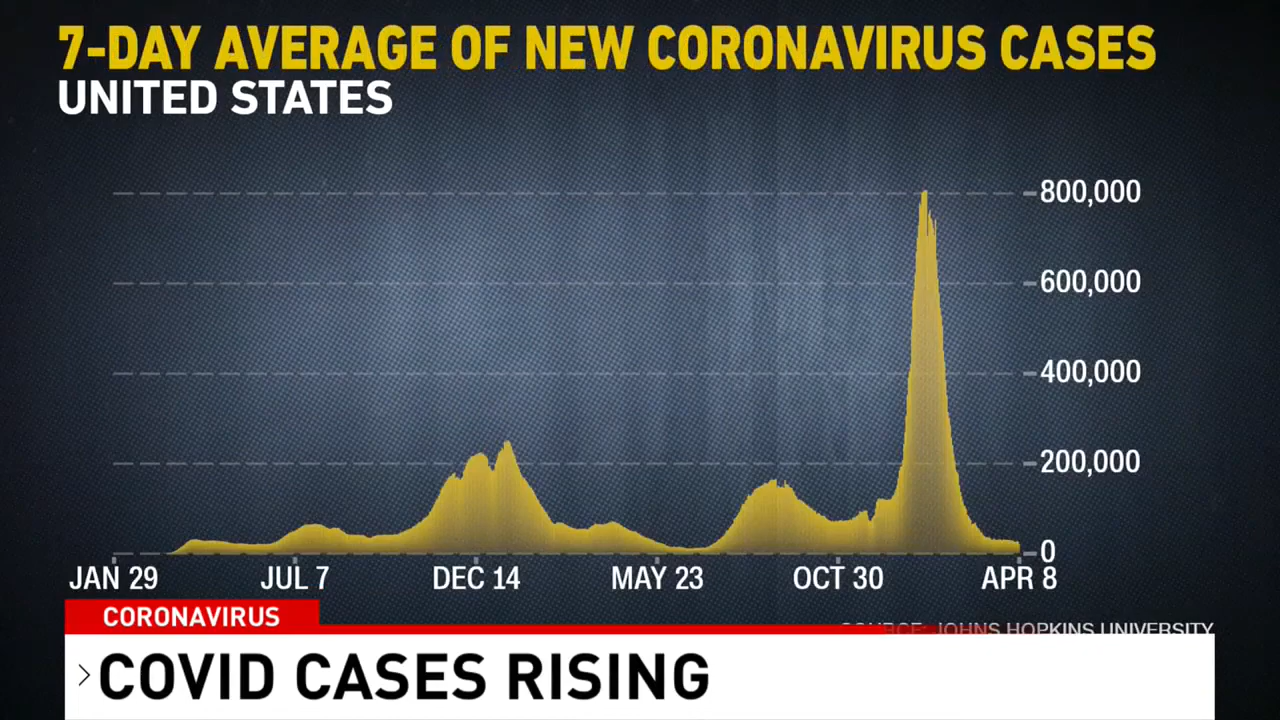 7-DAY AVERAGE OF NEW CORONAVIRUS CASES
UNITED STATES
800,000
600,000
400,000
200,000
0
JAN 29 JUL 7 DEC 14 MAY 23 OCT 30 APR 8
CORONAVIRUS
SOURCE: JOHNS HOPKINS UNIVERSITY
COVID CASES RISING